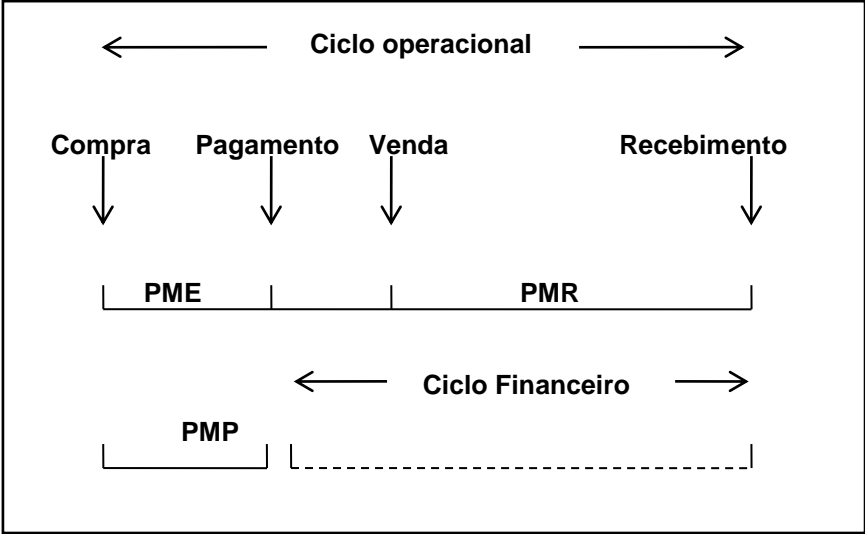 Ciclo operacional
Compra Pagamento Venda Recebimento
PME PMR
Ciclo Financeiro
PMP